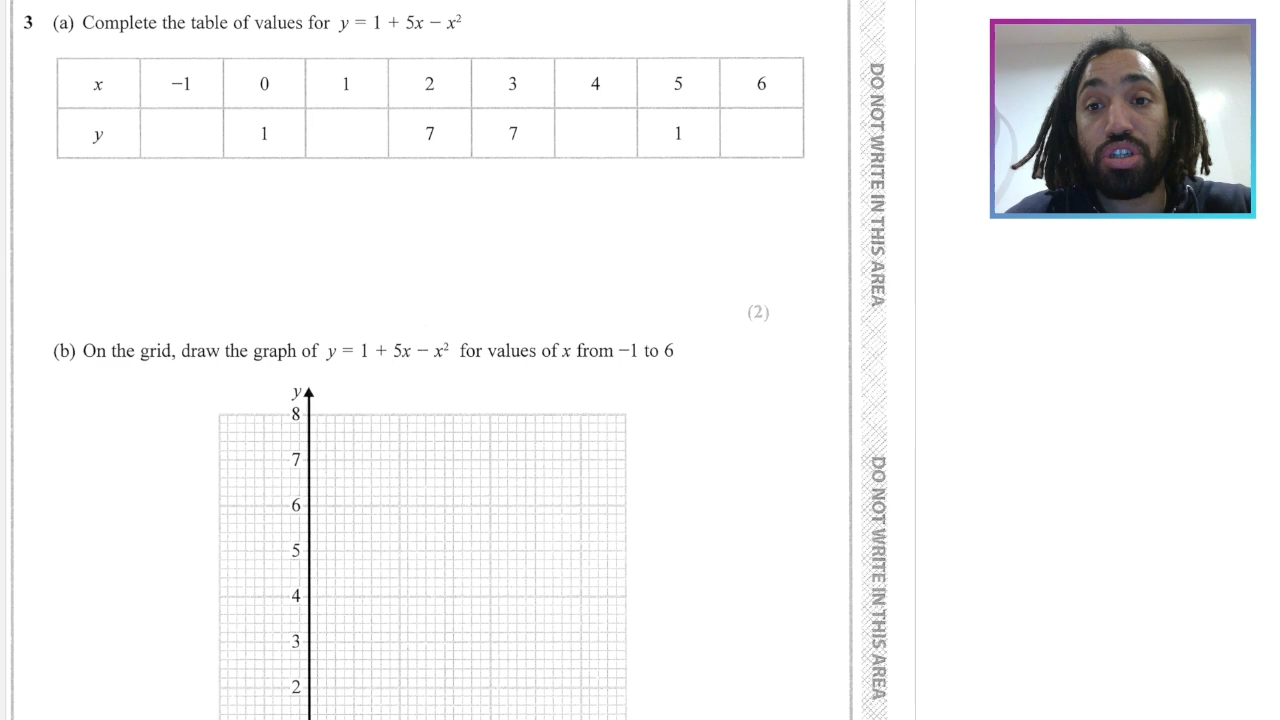 3 (a) Complete the table of values for y = 1 + 5x − x²
x −1 0 1 2 3 4 5 6
y 1 7 7 1
(2)
(b) On the grid, draw the graph of y = 1 + 5x − x² for values of x from −1 to 6
y
8
7
6
5
4
3
2
DO NOT WRITE IN THIS AREA
DO NOT WRITE IN THIS AREA